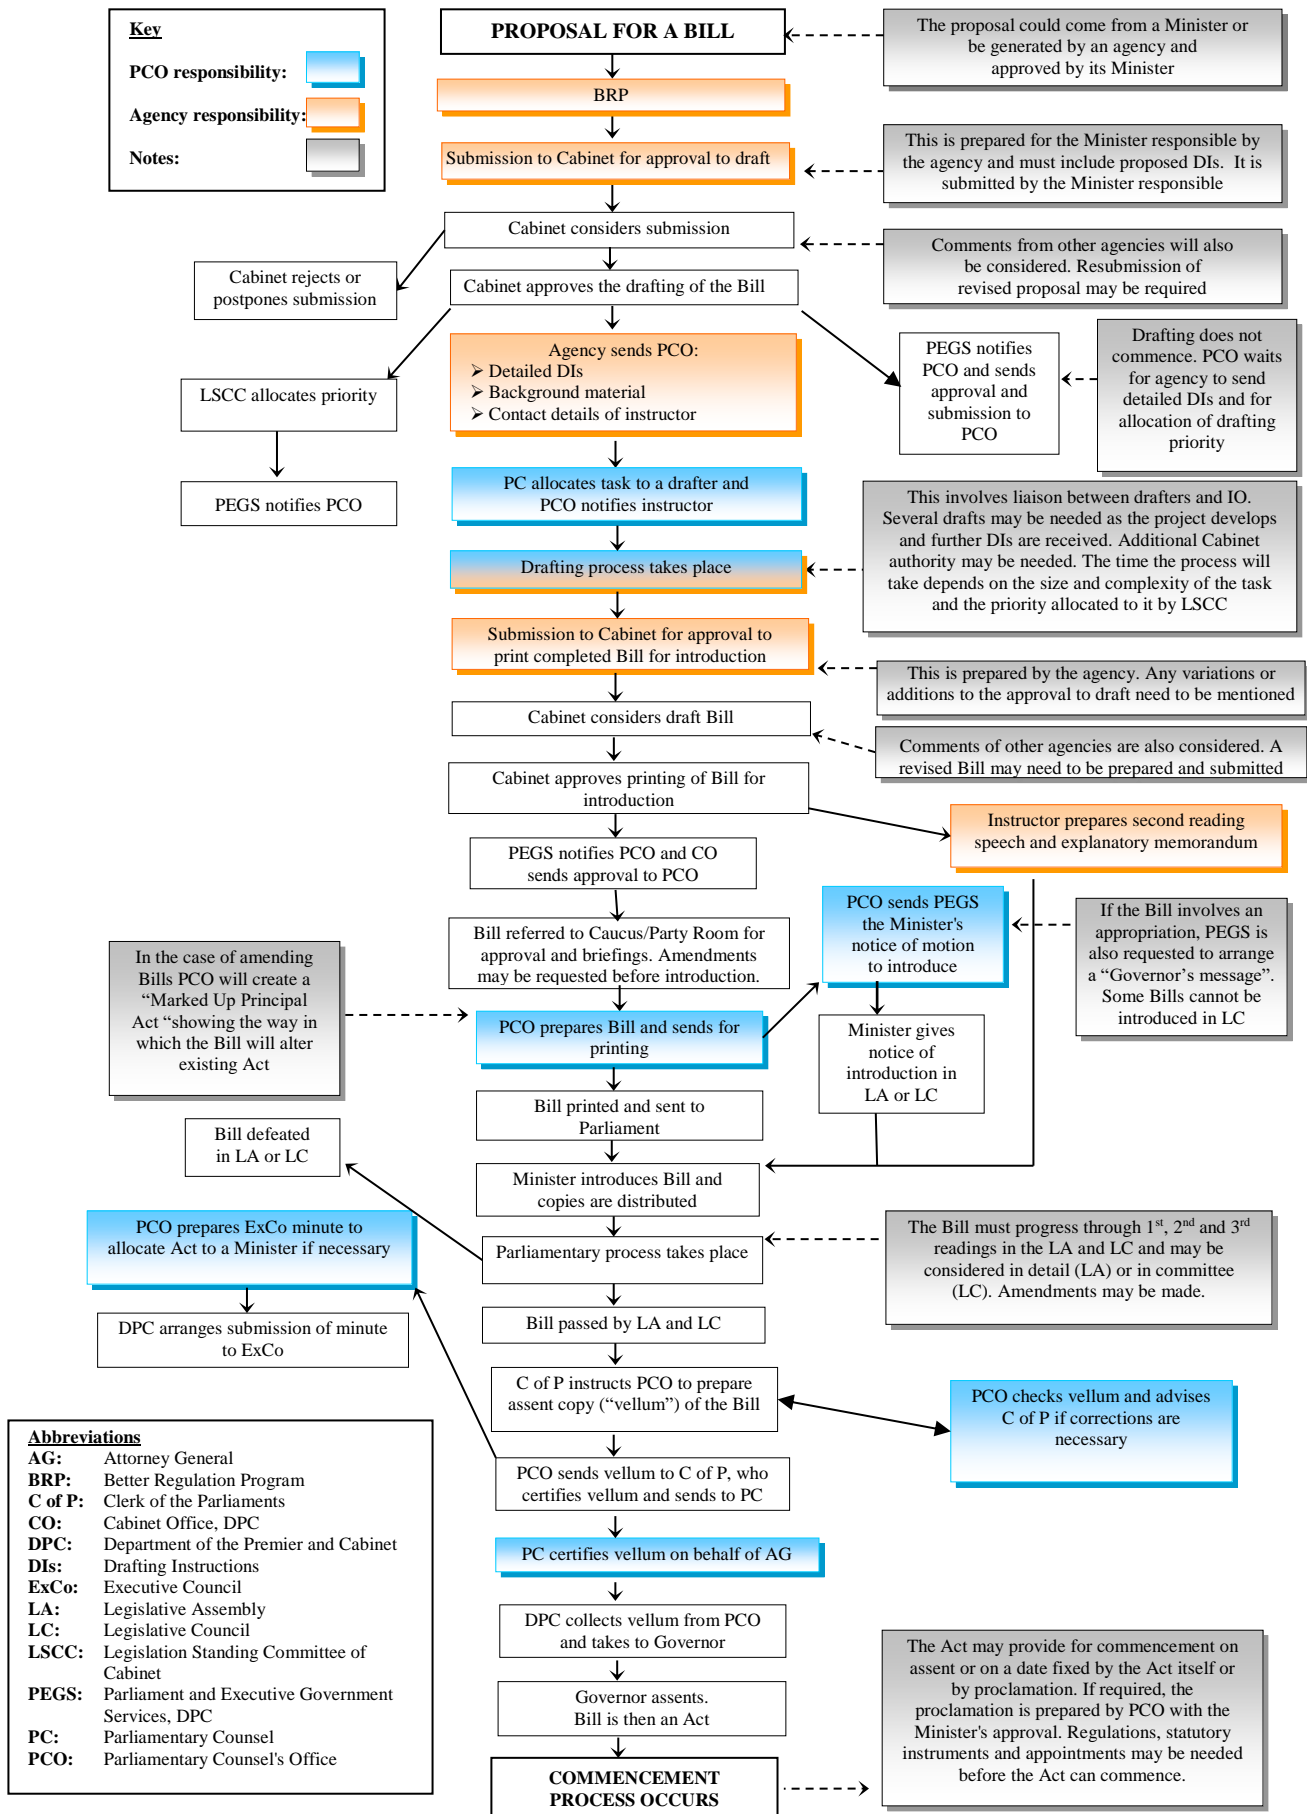 Key
PCO responsibility:
Agency responsibility:
Notes:
PROPOSAL FOR A BILL
The proposal could come from a Minister or
be generated by an agency and
approved by its Minister
BRP
Submission to Cabinet for approval to draft
This is prepared for the Minister responsible by
the agency and must include proposed DIs. It is
submitted by the Minister responsible
Cabinet considers submission
Comments from other agencies will also
be considered. Resubmission of
revised proposal may be required
Cabinet rejects or
postpones submission
Cabinet approves the drafting of the Bill
Agency sends PCO:
➢ Detailed DIs
➢ Background material
➢ Contact details of instructor
PEGS notifies
PCO and sends
approval and
submission to
PCO
Drafting does not
commence. PCO waits
for agency to send
detailed DIs and for
allocation of drafting
priority
LSCC allocates priority
PEGS notifies PCO
PC allocates task to a drafter and
PCO notifies instructor
This involves liaison between drafters and IO.
Several drafts may be needed as the project develops
and further DIs are received. Additional Cabinet
authority may be needed. The time the process will
take depends on the size and complexity of the task
and the priority allocated to it by LSCC
Drafting process takes place
Submission to Cabinet for approval to
print completed Bill for introduction
This is prepared by the agency. Any variations or
additions to the approval to draft need to be mentioned
Cabinet considers draft Bill
Comments of other agencies are also considered. A
revised Bill may need to be prepared and submitted
Cabinet approves printing of Bill for
introduction
Instructor prepares second reading
speech and explanatory memorandum
PEGS notifies PCO and CO
sends approval to PCO
PCO sends PEGS
the Minister's
notice of motion
to introduce
If the Bill involves an
appropriation, PEGS is
also requested to arrange
a “Governor’s message”.
Some Bills cannot be
introduced in LC
Bill referred to Caucus/Party Room for
approval and briefings. Amendments
may be requested before introduction.
In the case of amending
Bills PCO will create a
“Marked Up Principal
Act “showing the way in
which the Bill will alter
existing Act
PCO prepares Bill and sends for
printing
Minister gives
notice of
introduction in
LA or LC
Bill printed and sent to
Parliament
Bill defeated
in LA or LC
Minister introduces Bill and
copies are distributed
PCO prepares ExCo minute to
allocate Act to a Minister if necessary
Parliamentary process takes place
The Bill must progress through 1st, 2nd and 3rd
readings in the LA and LC and may be
considered in detail (LA) or in committee
(LC). Amendments may be made.
DPC arranges submission of minute
to ExCo
Bill passed by LA and LC
C of P instructs PCO to prepare
assent copy (“vellum”) of the Bill
PCO checks vellum and advises
C of P if corrections are
necessary
PCO sends vellum to C of P, who
certifies vellum and sends to PC
PC certifies vellum on behalf of AG
DPC collects vellum from PCO
and takes to Governor
Governor assents.
Bill is then an Act
The Act may provide for commencement on
assent or on a date fixed by the Act itself or
by proclamation. If required, the
proclamation is prepared by PCO with the
Minister's approval. Regulations, statutory
instruments and appointments may be needed
before the Act can commence.
COMMENCEMENT
PROCESS OCCURS
Abbreviations
AG: Attorney General
BRP: Better Regulation Program
C of P: Clerk of the Parliaments
CO: Cabinet Office, DPC
DPC: Department of the Premier and Cabinet
DIs: Drafting Instructions
ExCo: Executive Council
LA: Legislative Assembly
LC: Legislative Council
LSCC: Legislation Standing Committee of
Cabinet
PEGS: Parliament and Executive Government
Services, DPC
PC: Parliamentary Counsel
PCO: Parliamentary Counsel's Office